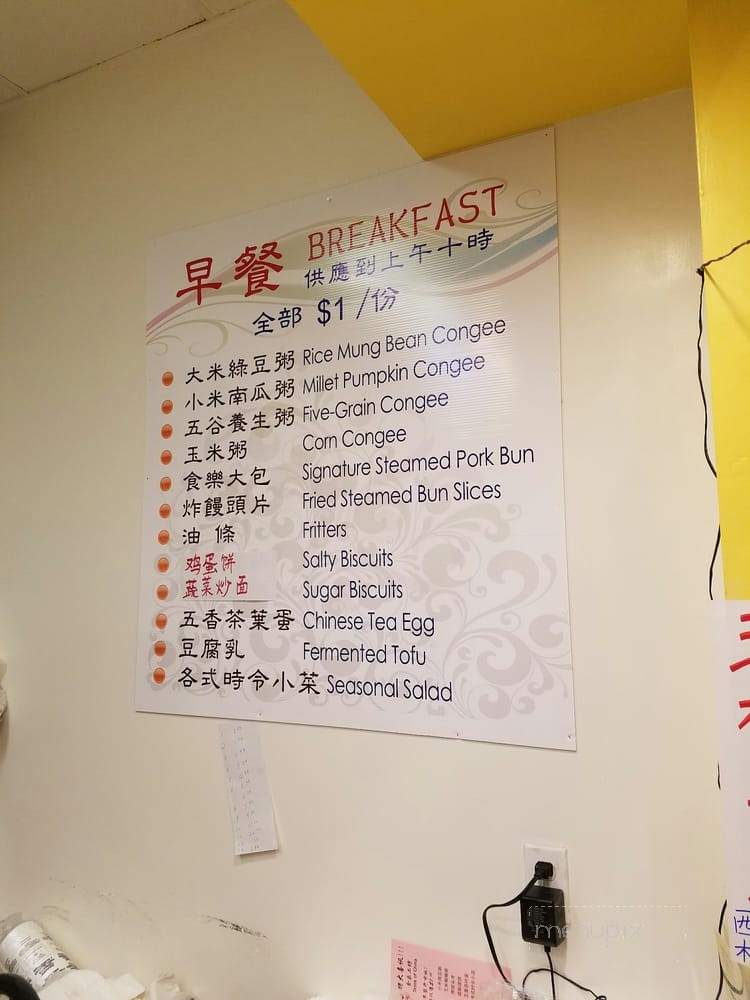 早餐 BREAKFAST
供應到上午十時
全部 $1/份
大米綠豆粥 Rice Mung Bean Congee
小米南瓜粥 Millet Pumpkin Congee
五谷養生粥 Five-Grain Congee
玉米粥 Corn Congee
食樂大包 Signature Steamed Pork Bun
炸饅頭片 Fried Steamed Bun Slices
油條 Fritters
鸡蛋饼 Salty Biscuits
蔬菜炒面 Sugar Biscuits
五香茶葉蛋 Chinese Tea Egg
豆腐乳 Fermented Tofu
各式時令小菜 Seasonal Salad
menupix